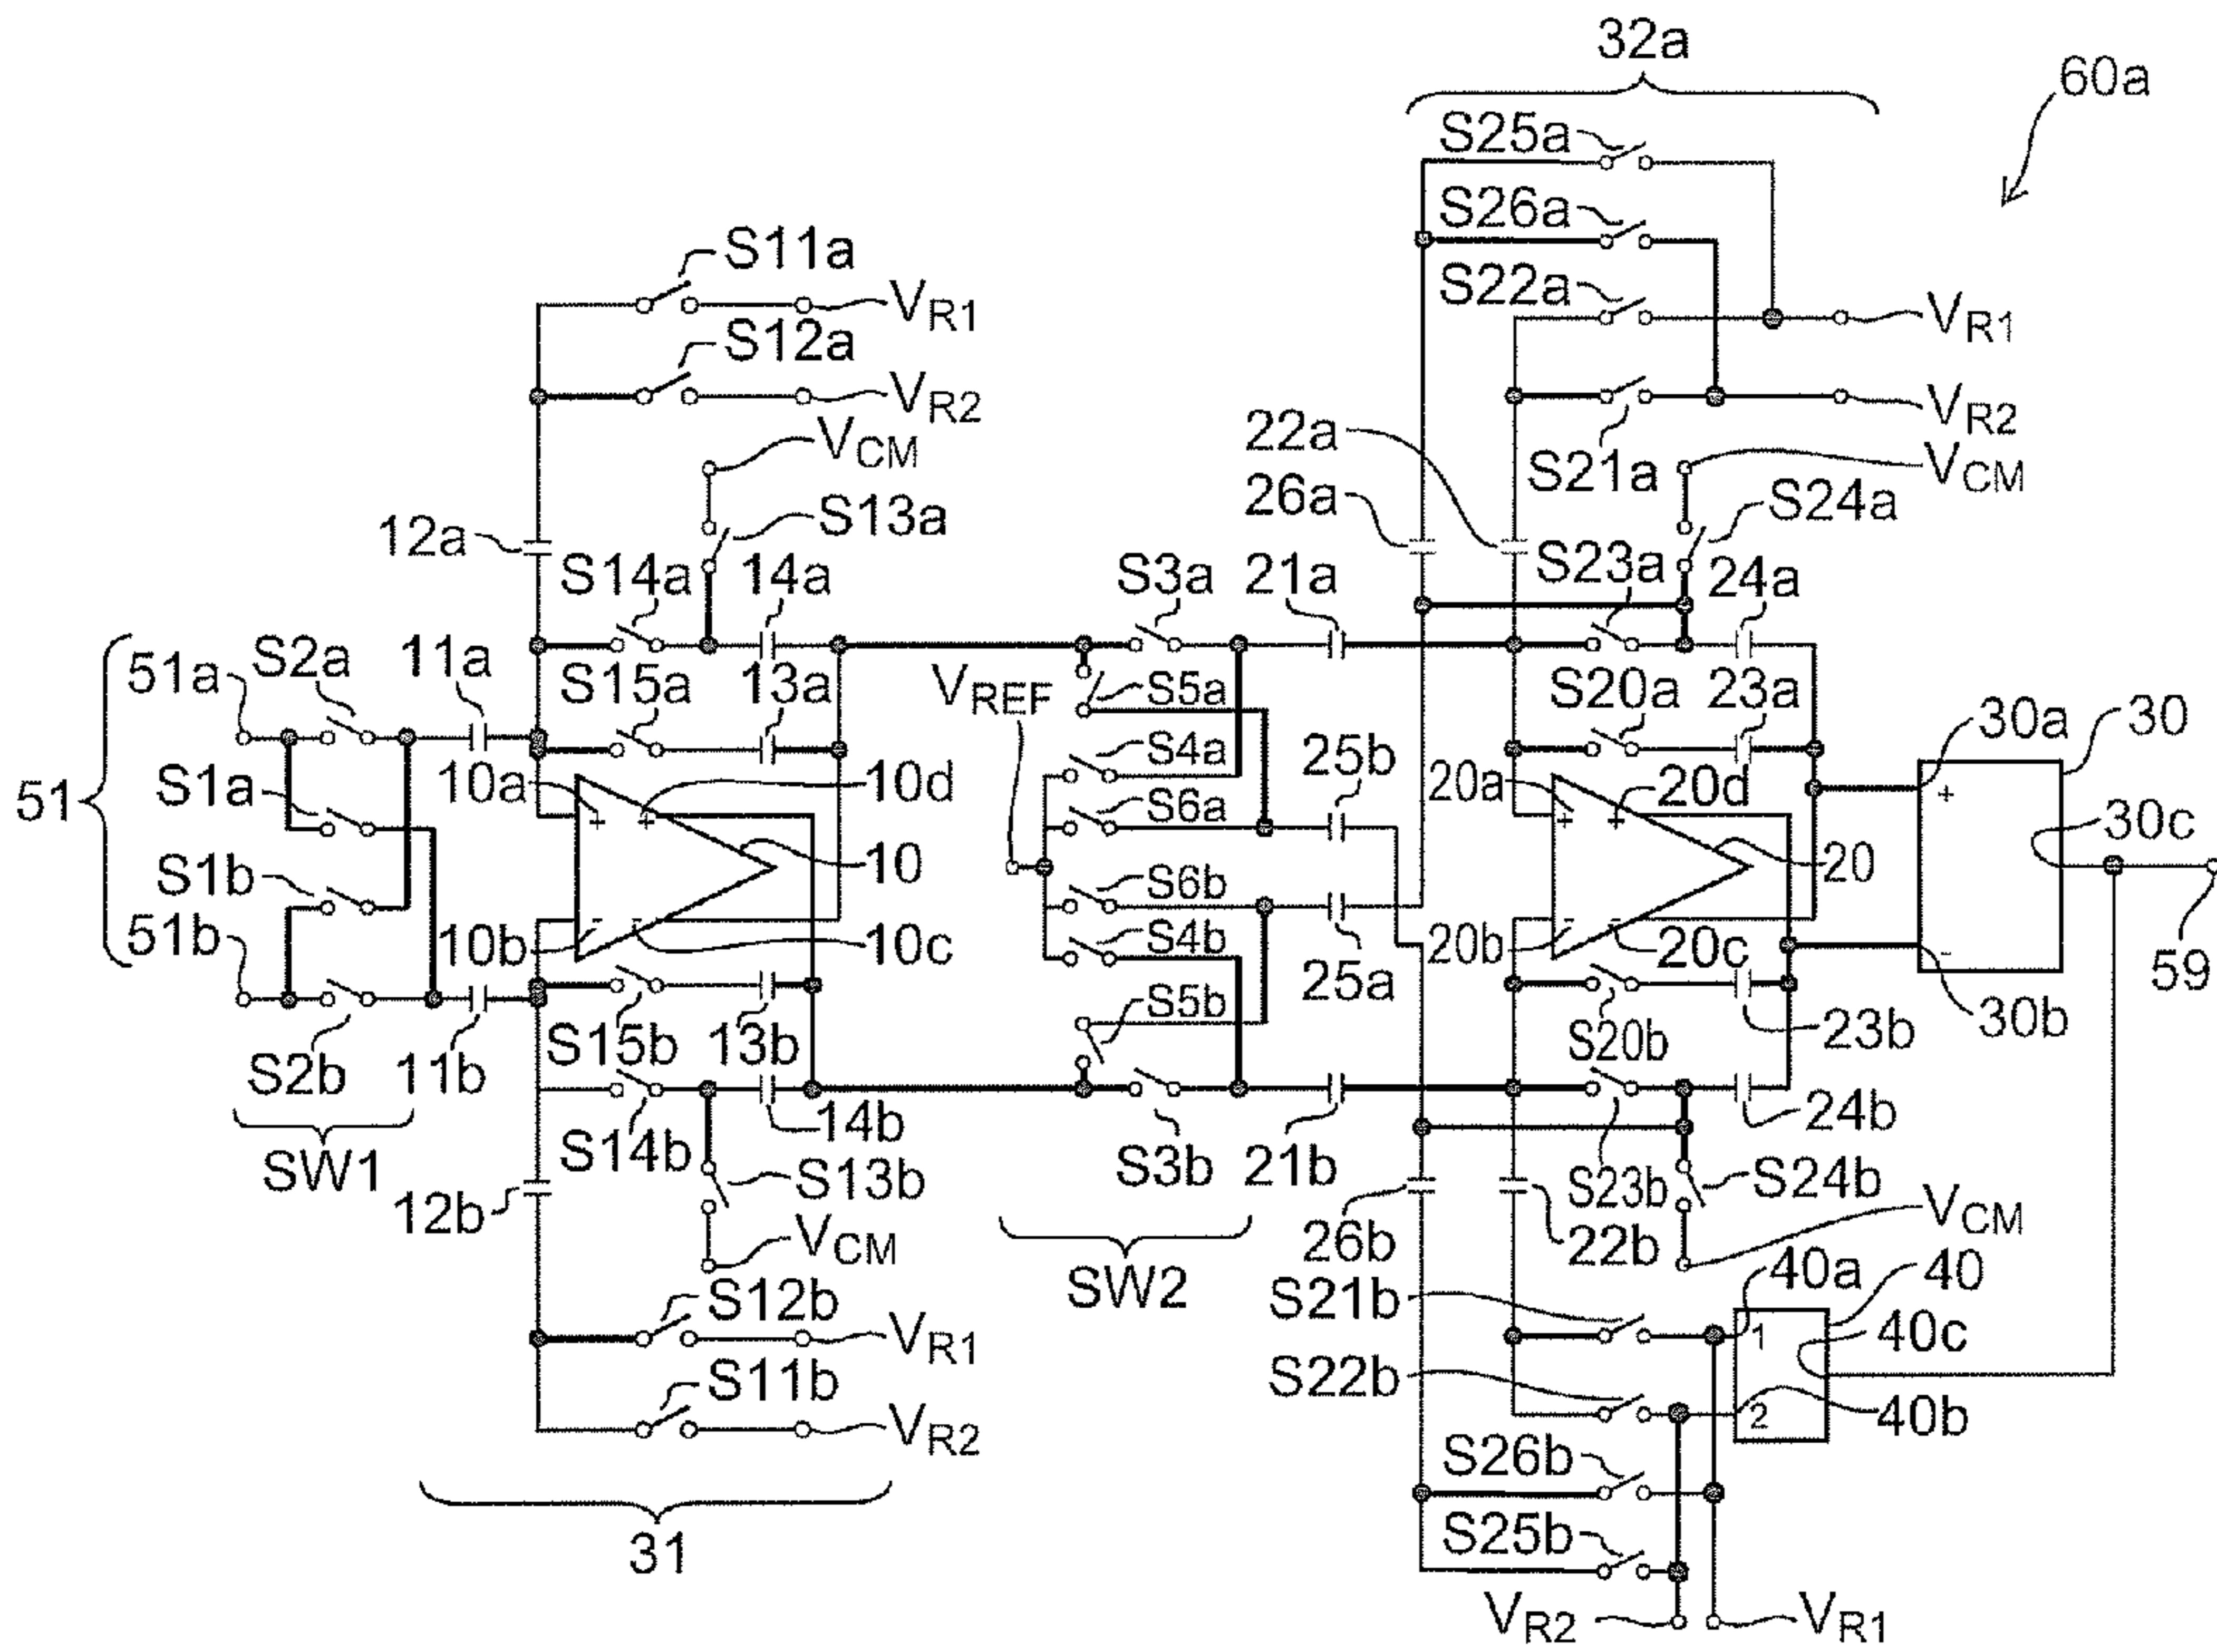 32a
60a
S25a
S26a
S11a
S22a
VR1
VR1
S12a
VR2
VR2
VCM
22a
S21a
VCM
26a
S24a
12a
S13a
S14a
14a
S3a
21a
S23a
24a
51a
S2a
11a
S15a
13a
VREF
S5a
S20a
23a
30a
30
S4a
25b
51
S1a
10a
+
+
10d
S6a
20a
+
+
20d
+
30c
10
20
S1b
S6b
51b
10b
-
-
10c
S4b
20b
-
-
20c
-
59
25a
30b
S5b
S2b
11b
S15b
13b
S20b
23b
14b
24b
SW1
S14b
S3b
21b
S23b
S24b
12b
S13b
VCM
VCM
SW2
26b
22b
S12b
S21b
40a
40
VR1
1
40c
S11b
S22b
VR2
2
40b
S26b
31
S25b
VR2
VR1